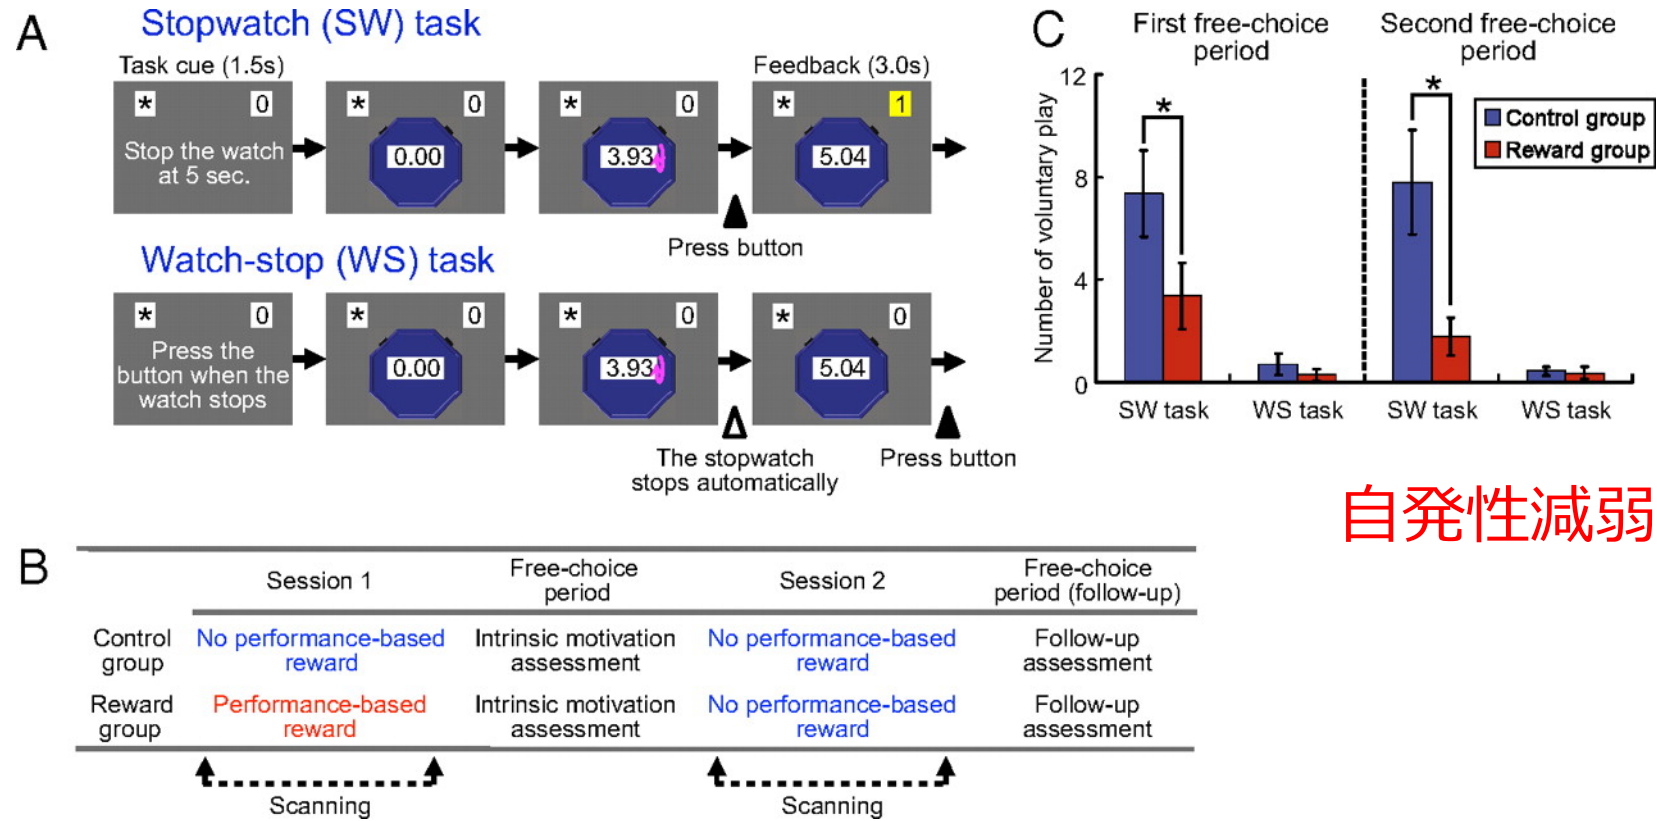 A
Stopwatch (SW) task
Task cue (1.5s)
Feedback (3.0s)
* 0
* 0
* 0
* 1
Stop the watch
at 5 sec.
0.00
3.93
5.04
Press button
Watch-stop (WS) task
* 0
* 0
* 0
* 0
Press the
button when the
watch stops
0.00
3.93
5.04
The stopwatch
stops automatically
Press button
C
First free-choice
period
Second free-choice
period
Number of voluntary play
12
8
4
0
*
*
Control group
Reward group
SW task
WS task
SW task
WS task
自発性減弱
B
Session 1
Free-choice
period
Session 2
Free-choice
period (follow-up)
Control
group
No performance-based
reward
Intrinsic motivation
assessment
No performance-based
reward
Follow-up
assessment
Reward
group
Performance-based
reward
Intrinsic motivation
assessment
No performance-based
reward
Follow-up
assessment
Scanning
Scanning